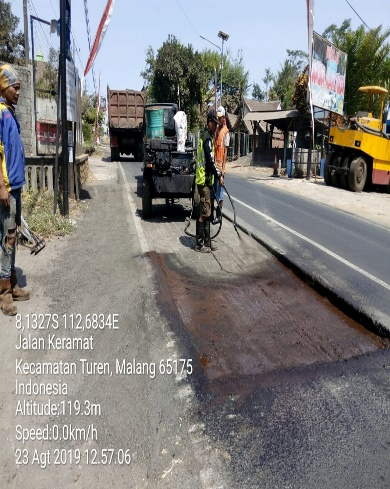 8,1327S 112,6834E
Jalan Keramat
Kecamatan Turen, Malang 65175
Indonesia
Altitude:119.3m
Speed:0.0km/h
23 Agt 2019 12.57.06